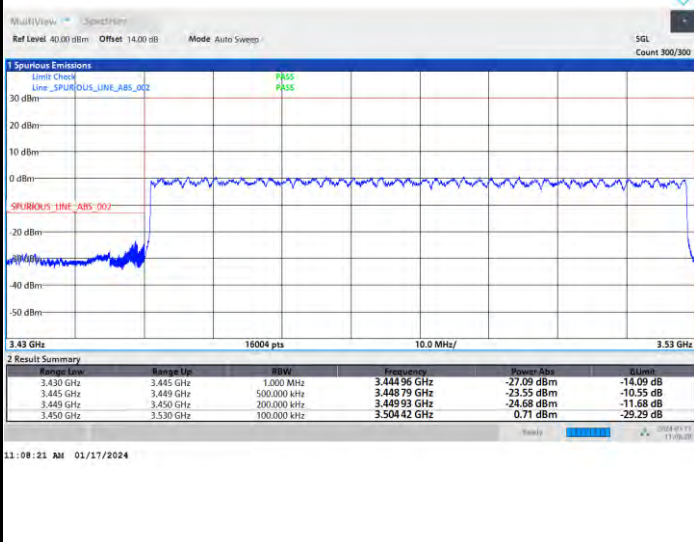 MultiView Spectrum
Ref Level 40.00 dBm Offset 14.00 dB Mode Auto Sweep SGL
Count 300/300
1 Spurious Emissions
Limit Check PASS
Line _SPURIOUS_LINE_ABS_002 PASS
30 dBm
20 dBm
10 dBm
0 dBm
_SPURIOUS_LINE_ABS_002
-20 dBm
-30 dBm
-40 dBm
-50 dBm
3.43 GHz 16004 pts 10.0 MHz/ 3.53 GHz
2 Result Summary
Range Low Range Up RBW Frequency Power Abs ΔLimit
3.430 GHz 3.445 GHz 1.000 MHz 3.444 96 GHz -27.09 dBm -14.09 dB
3.445 GHz 3.449 GHz 500.000 kHz 3.448 79 GHz -23.55 dBm -10.55 dB
3.449 GHz 3.450 GHz 200.000 kHz 3.449 93 GHz -24.68 dBm -11.68 dB
3.450 GHz 3.530 GHz 100.000 kHz 3.504 42 GHz 0.71 dBm -29.29 dB
Ready
11:08:21 AM 01/17/2024